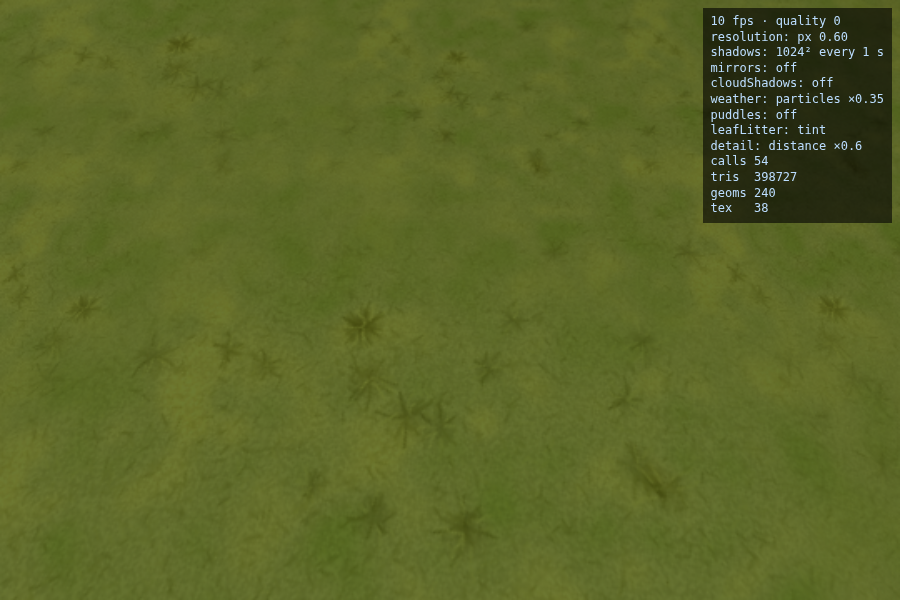 10 fps · quality 0
resolution: px 0.60
shadows: 1024² every 1 s
mirrors: off
cloudShadows: off
weather: particles ×0.35
puddles: off
leafLitter: tint
detail: distance ×0.6
calls 54
tris  398727
geoms 240
tex   38